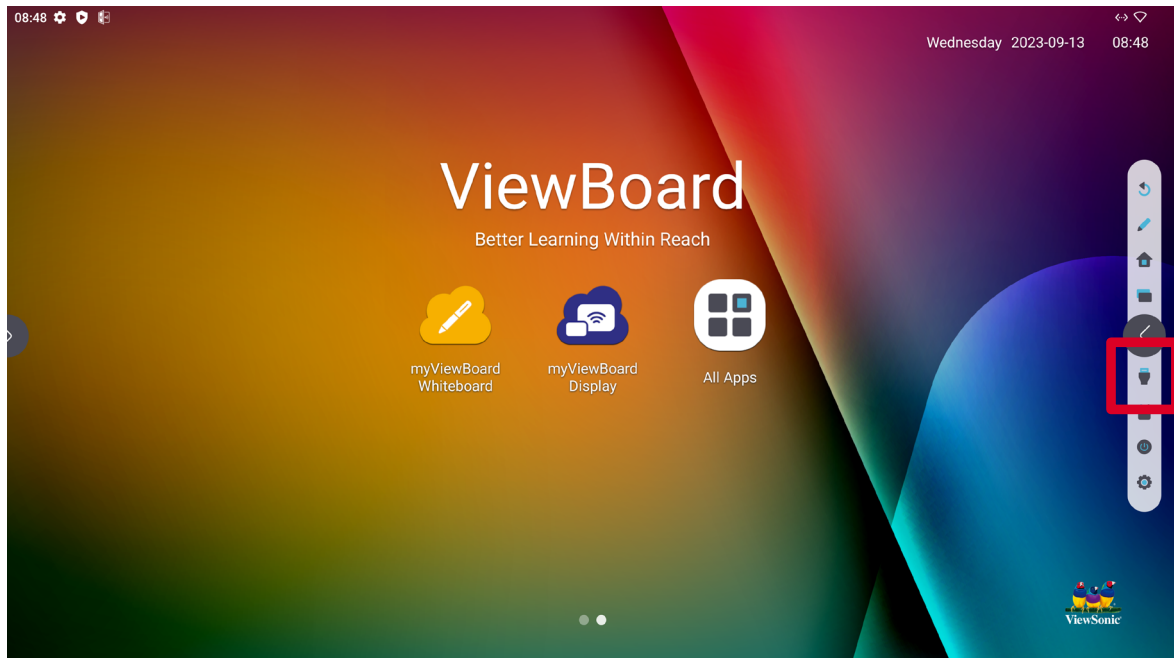 08:48
Wednesday 2023-09-13 08:48
ViewBoard
Better Learning Within Reach
myViewBoard
Whiteboard
myViewBoard
Display
All Apps
ViewSonic